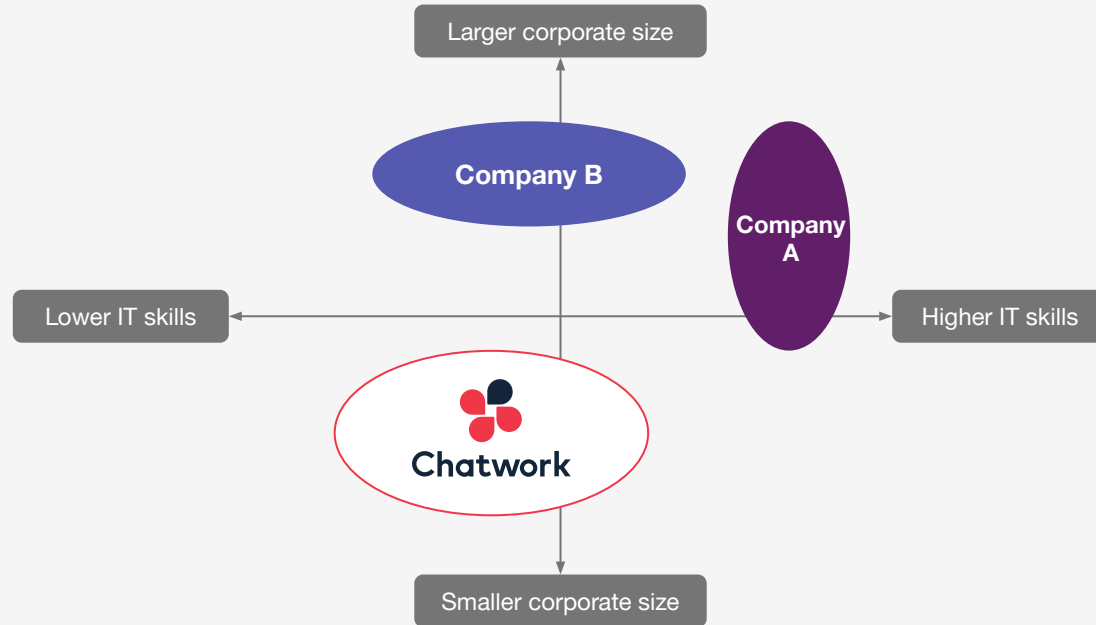 Larger corporate size
Company B
Company
A
Lower IT skills
Higher IT skills
Chatwork
Smaller corporate size